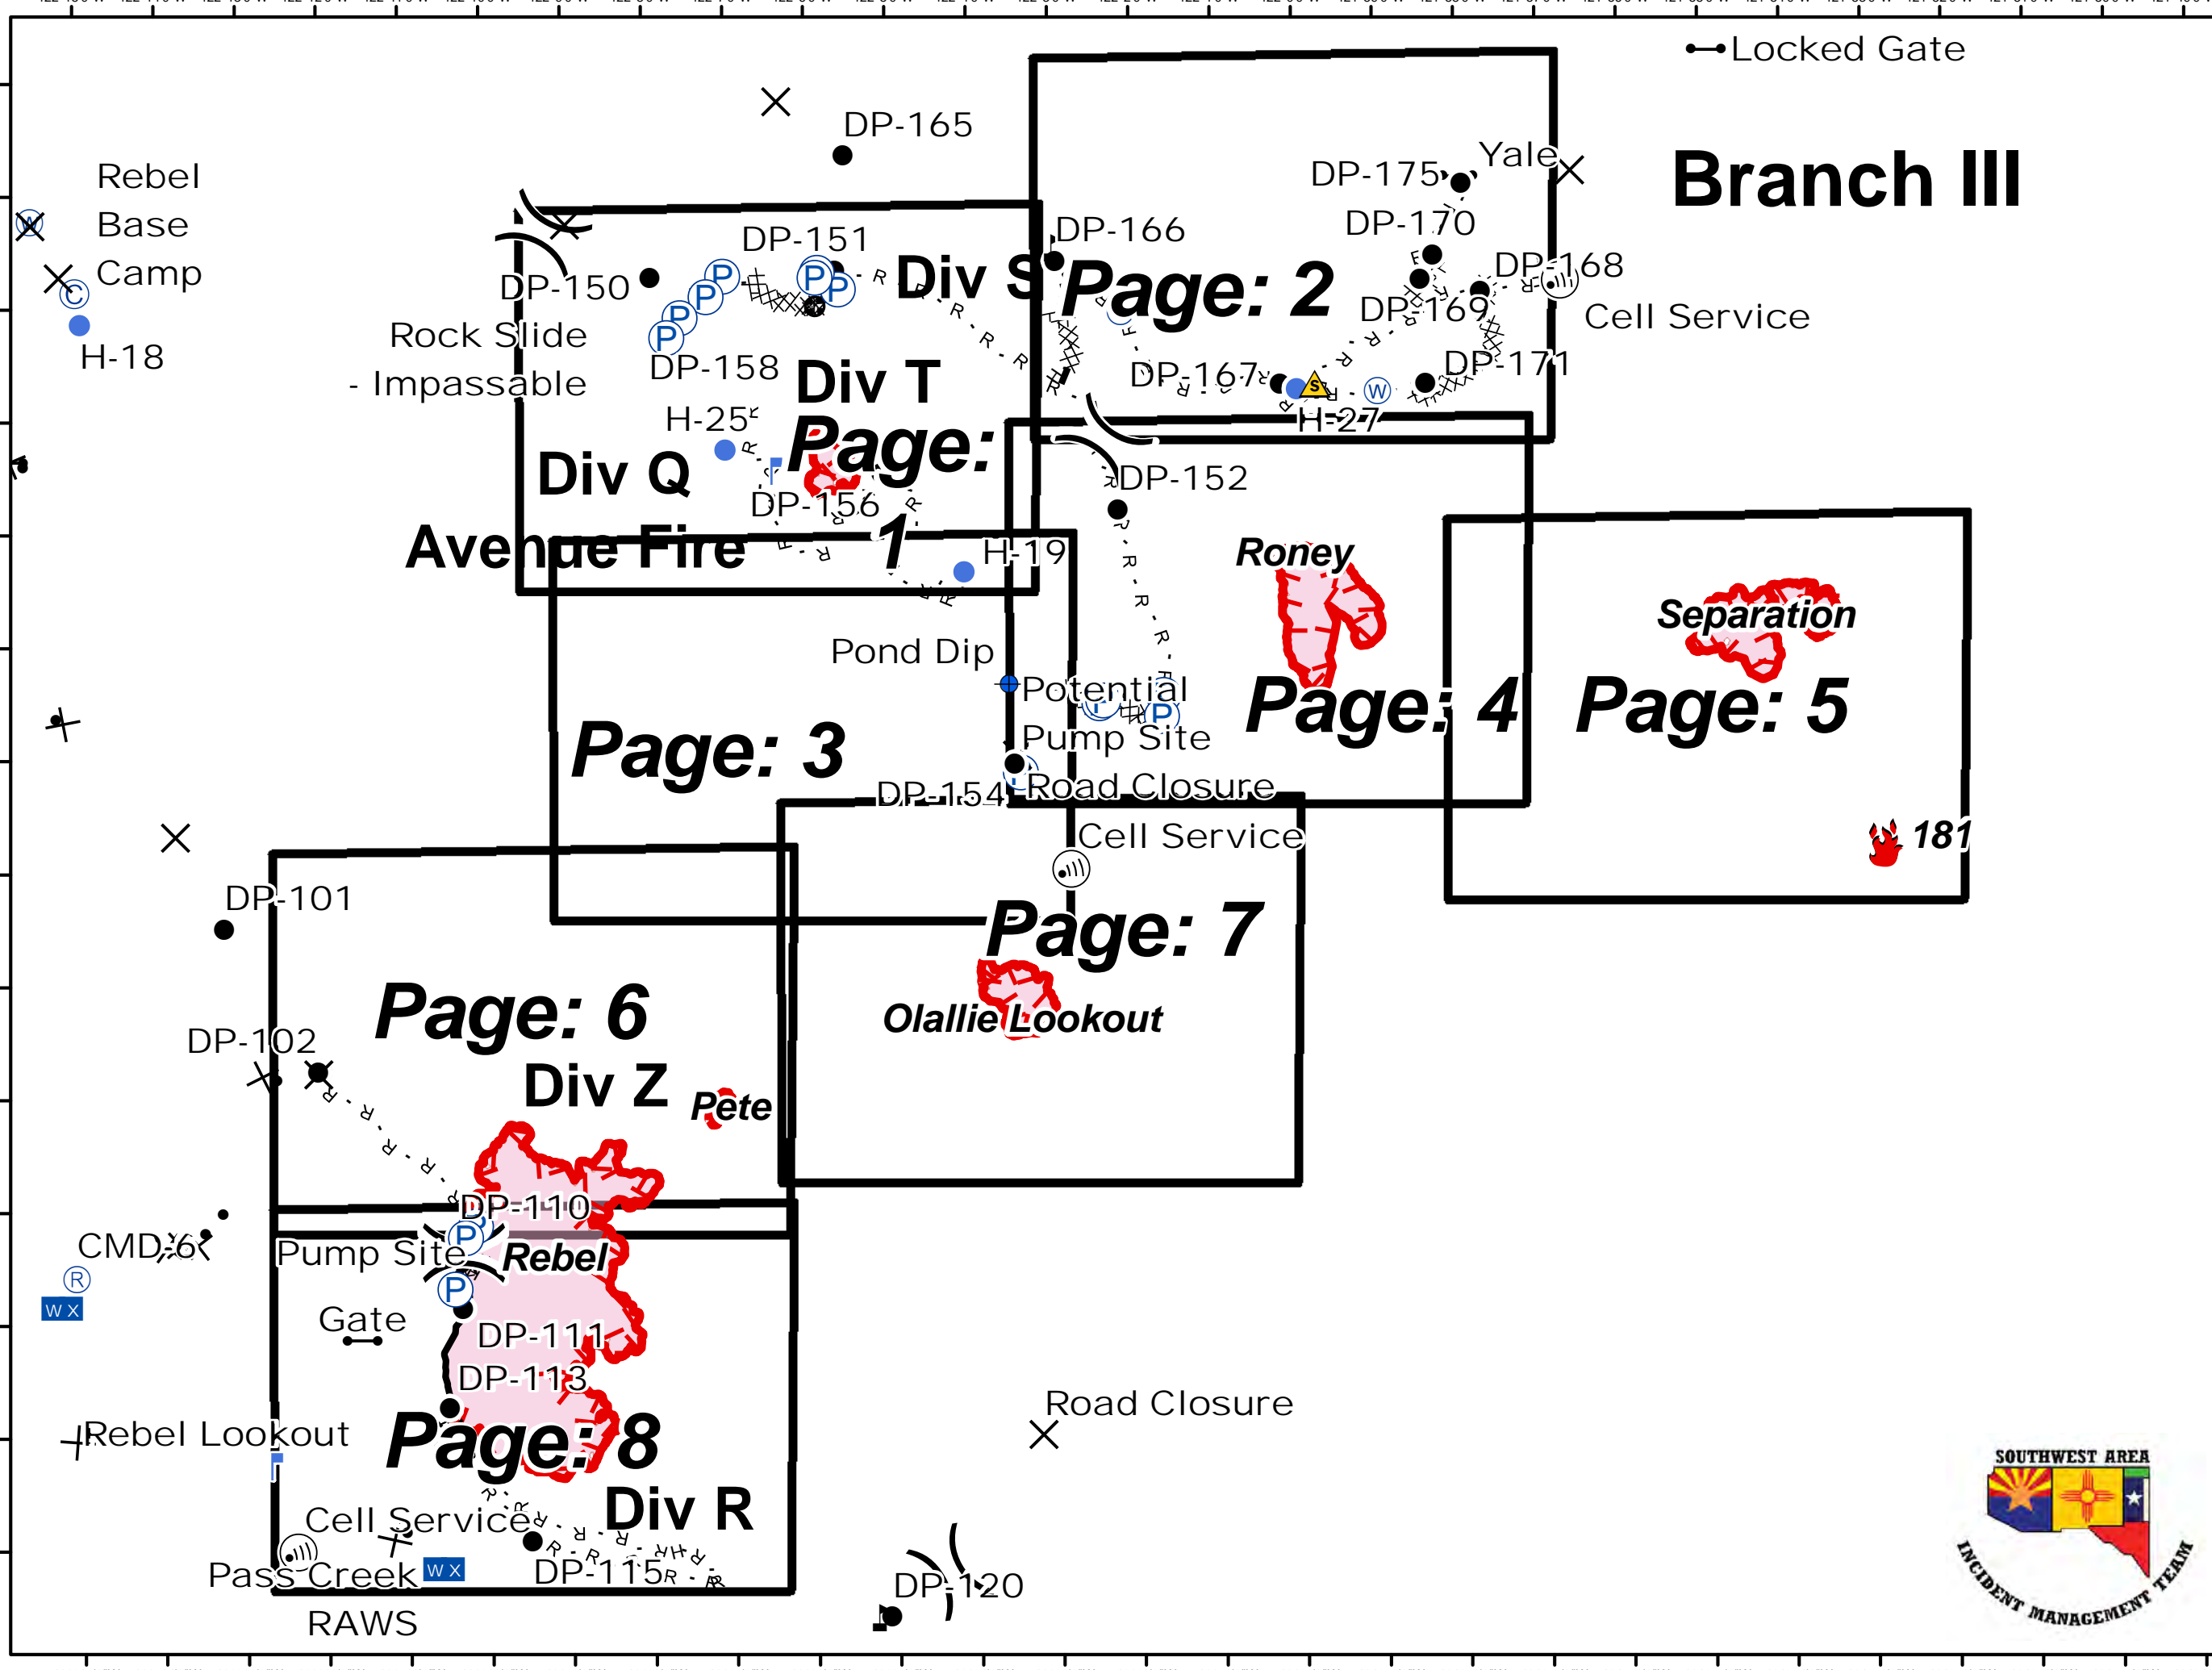 Locked Gate
DP-165
Yale
DP-175
Branch III
Rebel
Base
Camp
DP-170
DP-166
DP-151
Div S
Page: 2
DP-168
DP-150
DP-169
Cell Service
Rock Slide
- Impassable
H-18
DP-158
Div T
DP-167
DP-171
H-25
H-27
Page:
1
Div Q
DP-152
DP-156
Avenue Fire
H-19
Roney
Separation
Pond Dip
Potential
Pump Site
Page: 4
Page: 5
Page: 3
DP-154
Road Closure
Cell Service
181
DP-101
Page: 7
Page: 6
Olallie Lookout
DP-102
Div Z
Pete
DP-110
CMD-6
Pump Site
Rebel
R
WX
P
Gate
DP-111
DP-113
Road Closure
Rebel Lookout
Page: 8
Div R
Cell Service
Pass Creek
RAWS
WX
DP-115
DP-120
SOUTHWEST AREA
INCIDENT MANAGEMENT TEAM